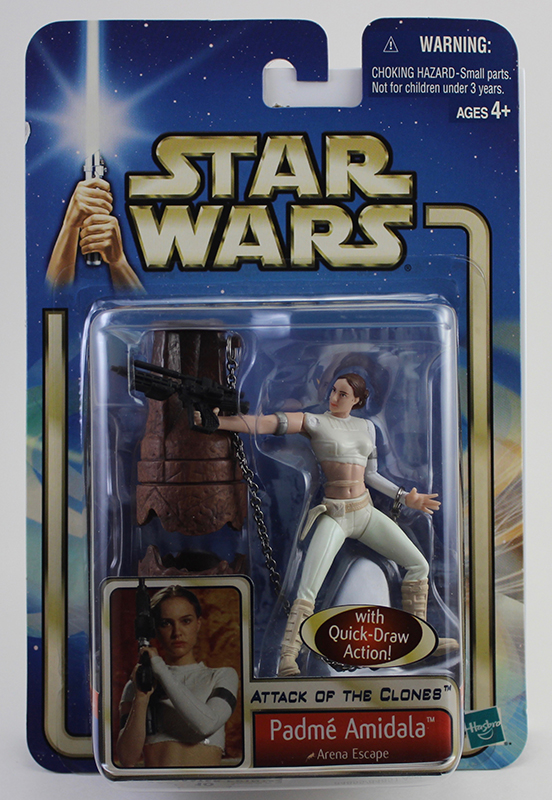 WARNING:
CHOKING HAZARD-Small parts.
Not for children under 3 years.
AGES 4+
STAR
WARS®
with
Quick-Draw
Action!
ATTACK OF THE CLONES™
Padmé Amidala™
Arena Escape
Hasbro